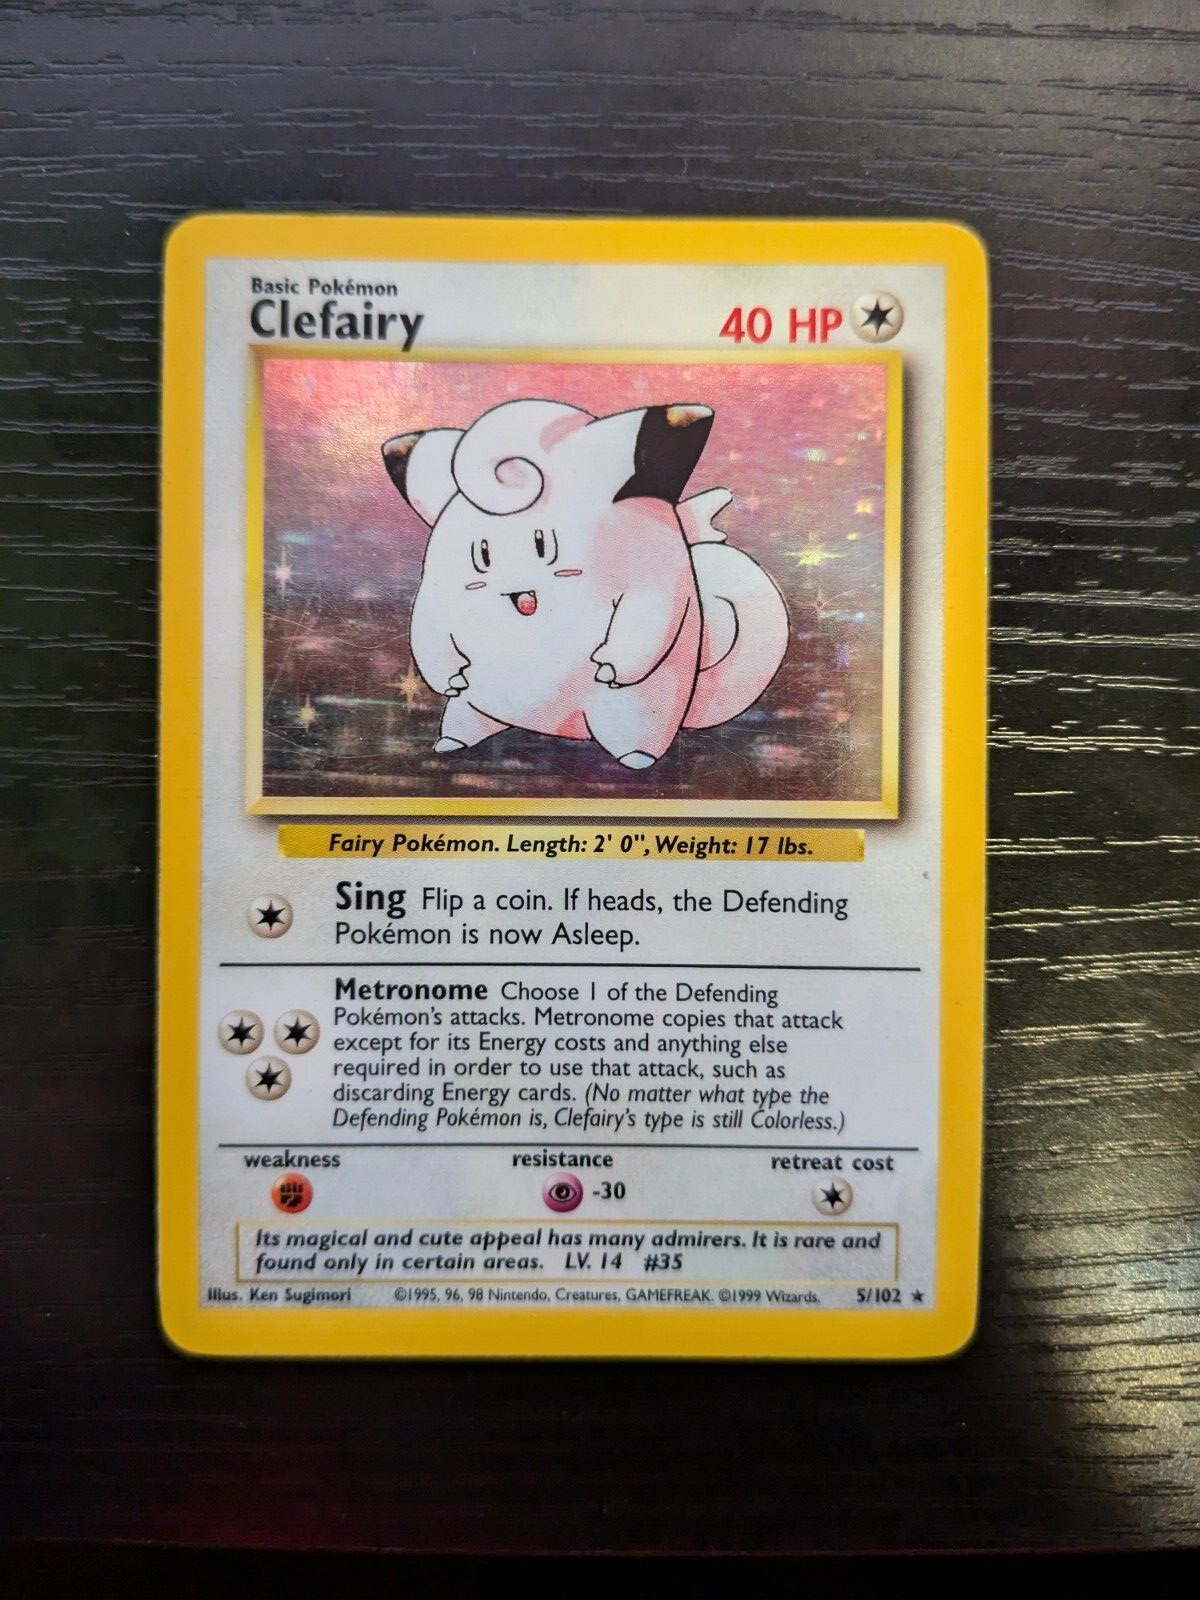 Basic Pokémon
Clefairy
40 HP
Fairy Pokémon. Length: 2' 0", Weight: 17 lbs.
Sing Flip a coin. If heads, the Defending
Pokémon is now Asleep.
Metronome Choose 1 of the Defending
Pokémon's attacks. Metronome copies that attack
except for its Energy costs and anything else
required in order to use that attack, such as
discarding Energy cards. (No matter what type the
Defending Pokémon is, Clefairy's type is still Colorless.)
weakness resistance retreat cost
-30
Its magical and cute appeal has many admirers. It is rare and
found only in certain areas. LV. 14 #35
Illus. Ken Sugimori ©1995, 96, 98 Nintendo, Creatures, GAMEFREAK. ©1999 Wizards. 5/102 ★